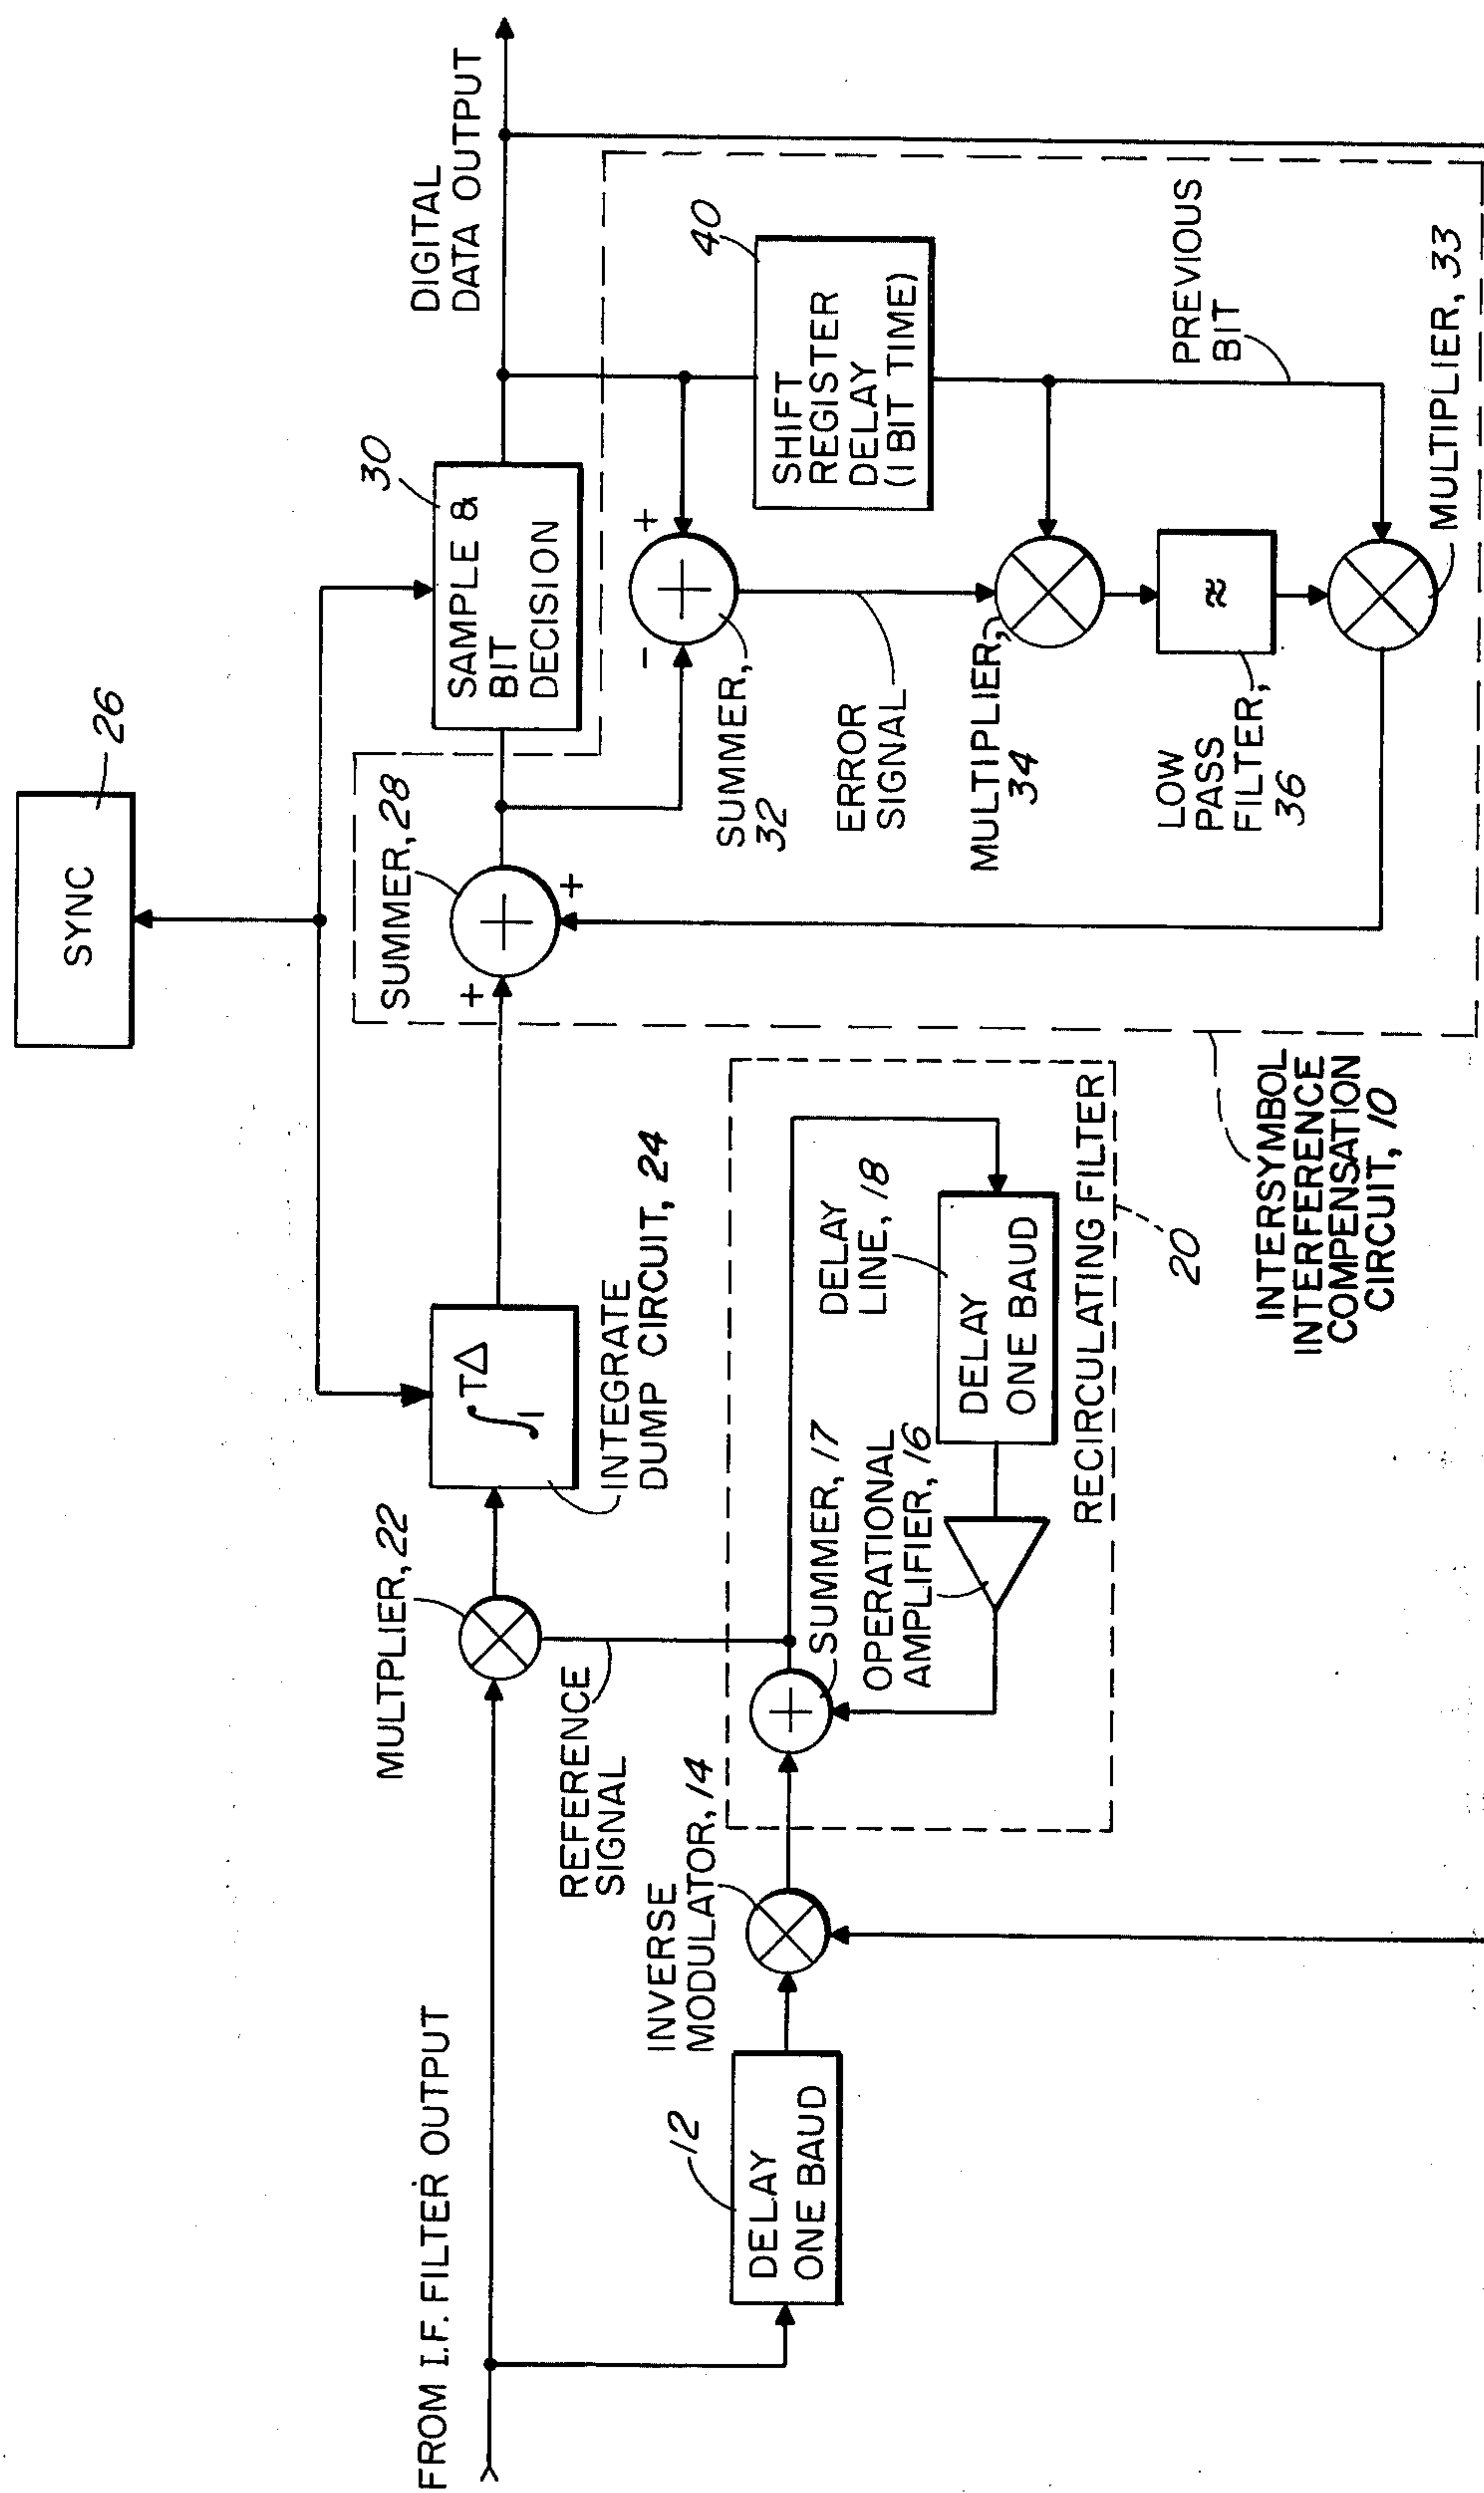 SYNC
26
FROM I.F. FILTER OUTPUT
MULTPLIER, 22
∫ T Δ
1
INTEGRATE
DUMP CIRCUIT, 24
SUMMER, 28
+
+
30
SAMPLE &
BIT
DECISION
DIGITAL
DATA OUTPUT
REFERENCE
SIGNAL
12
DELAY
ONE BAUD
INVERSE
MODULATOR, 14
SUMMER, 17
OPERATIONAL
AMPLIFIER, 16
DELAY
LINE, 18
DELAY
ONE BAUD
RECIRCULATING FILTER
20
-
+
SUMMER,
32
ERROR
SIGNAL
40
SHIFT
REGISTER
DELAY
(1 BIT TIME)
MULTIPLIER,
34
LOW
PASS
FILTER,
36
≈
PREVIOUS
BIT
MULTIPLIER, 33
INTERSYMBOL
INTERFERENCE
COMPENSATION
CIRCUIT, 10